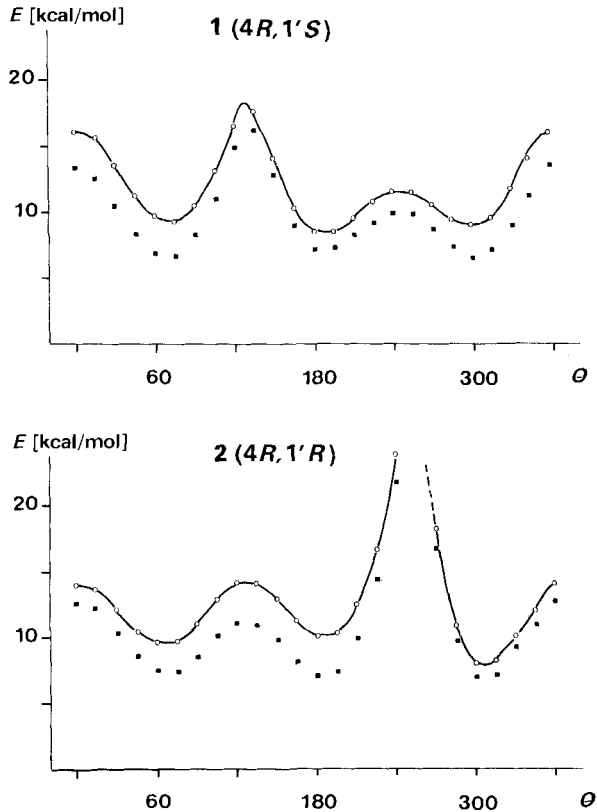 E [kcal/mol]
1 (4R, 1'S)
20
10
60 180 300 Θ
E [kcal/mol]
2 (4R, 1'R)
20
10
60 180 300 Θ